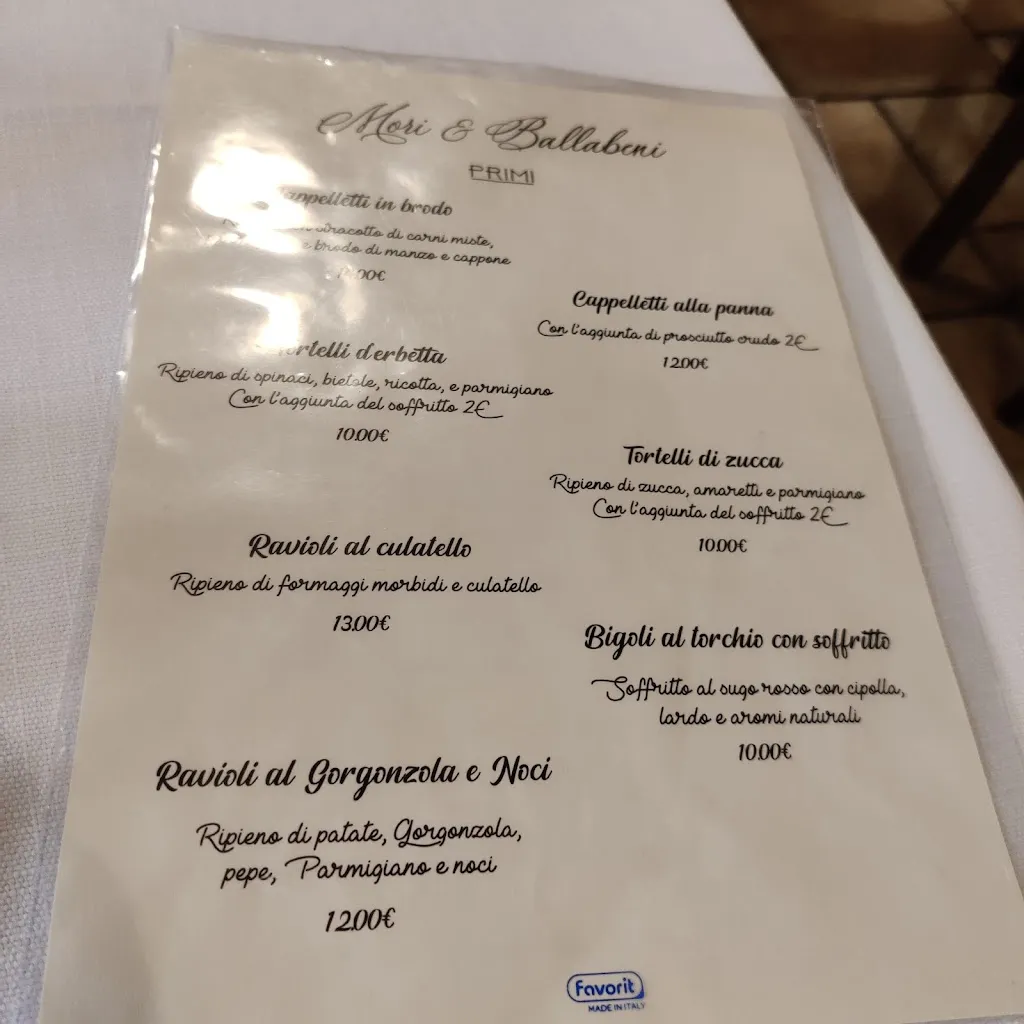 Mori & Ballabeni
PRIMI
Cappelletti in brodo
stracotto di carni miste,
e brodo di manzo e cappone
Cappelletti alla panna
Con l'aggiunta di prosciutto crudo 2€
12.00€
Tortelli d'erbetta
Ripieno di spinaci, bietole, ricotta, e parmigiano
Con l'aggiunta del soffritto 2€
10.00€
Tortelli di zucca
Ripieno di zucca, amaretti e parmigiano
Con l'aggiunta del soffritto 2€
10.00€
Ravioli al culatello
Ripieno di formaggi morbidi e culatello
13.00€
Bigoli al torchio con soffritto
Soffritto al sugo rosso con cipolla,
lardo e aromi naturali
10.00€
Ravioli al Gorgonzola e Noci
Ripieno di patate, Gorgonzola,
pepe, Parmigiano e noci
12.00€
Favorit
MADE IN ITALY